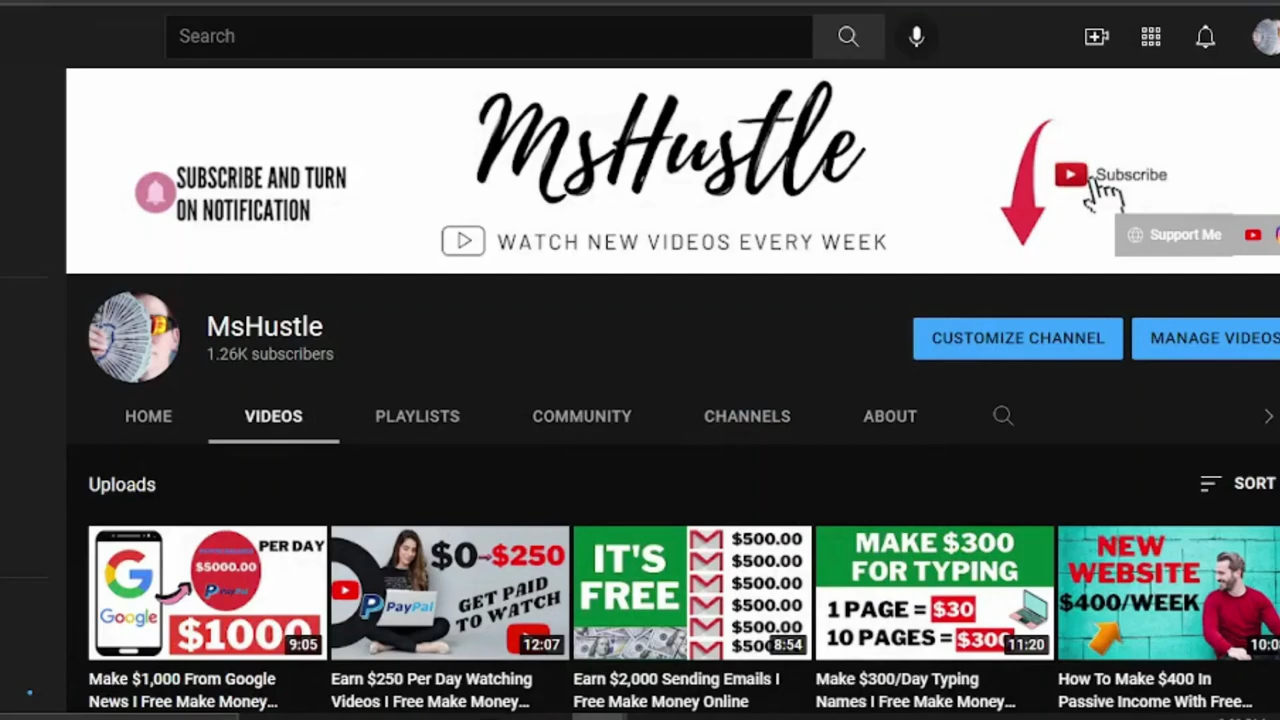 Search
MsHustle
SUBSCRIBE AND TURN
ON NOTIFICATION
Subscribe
WATCH NEW VIDEOS EVERY WEEK
Support Me
MsHustle
1.26K subscribers
CUSTOMIZE CHANNEL
MANAGE VIDEOS
HOME
VIDEOS
PLAYLISTS
COMMUNITY
CHANNELS
ABOUT
Uploads
SORT
PER DAY
$5000.00
PayPal
Google
$1000
9:05
$0→$250
GET PAID
TO WATCH
PayPal
12:07
IT'S
FREE
$500.00
$500.00
$500.00
$500.00
$500.00
8:54
MAKE $300
FOR TYPING
1 PAGE = $30
10 PAGES = $300
11:20
NEW
WEBSITE
$400/WEEK
Make $1,000 From Google
News I Free Make Money...
Earn $250 Per Day Watching
Videos I Free Make Money...
Earn $2,000 Sending Emails I
Free Make Money Online
Make $300/Day Typing
Names I Free Make Money...
How To Make $400 In
Passive Income With Free...